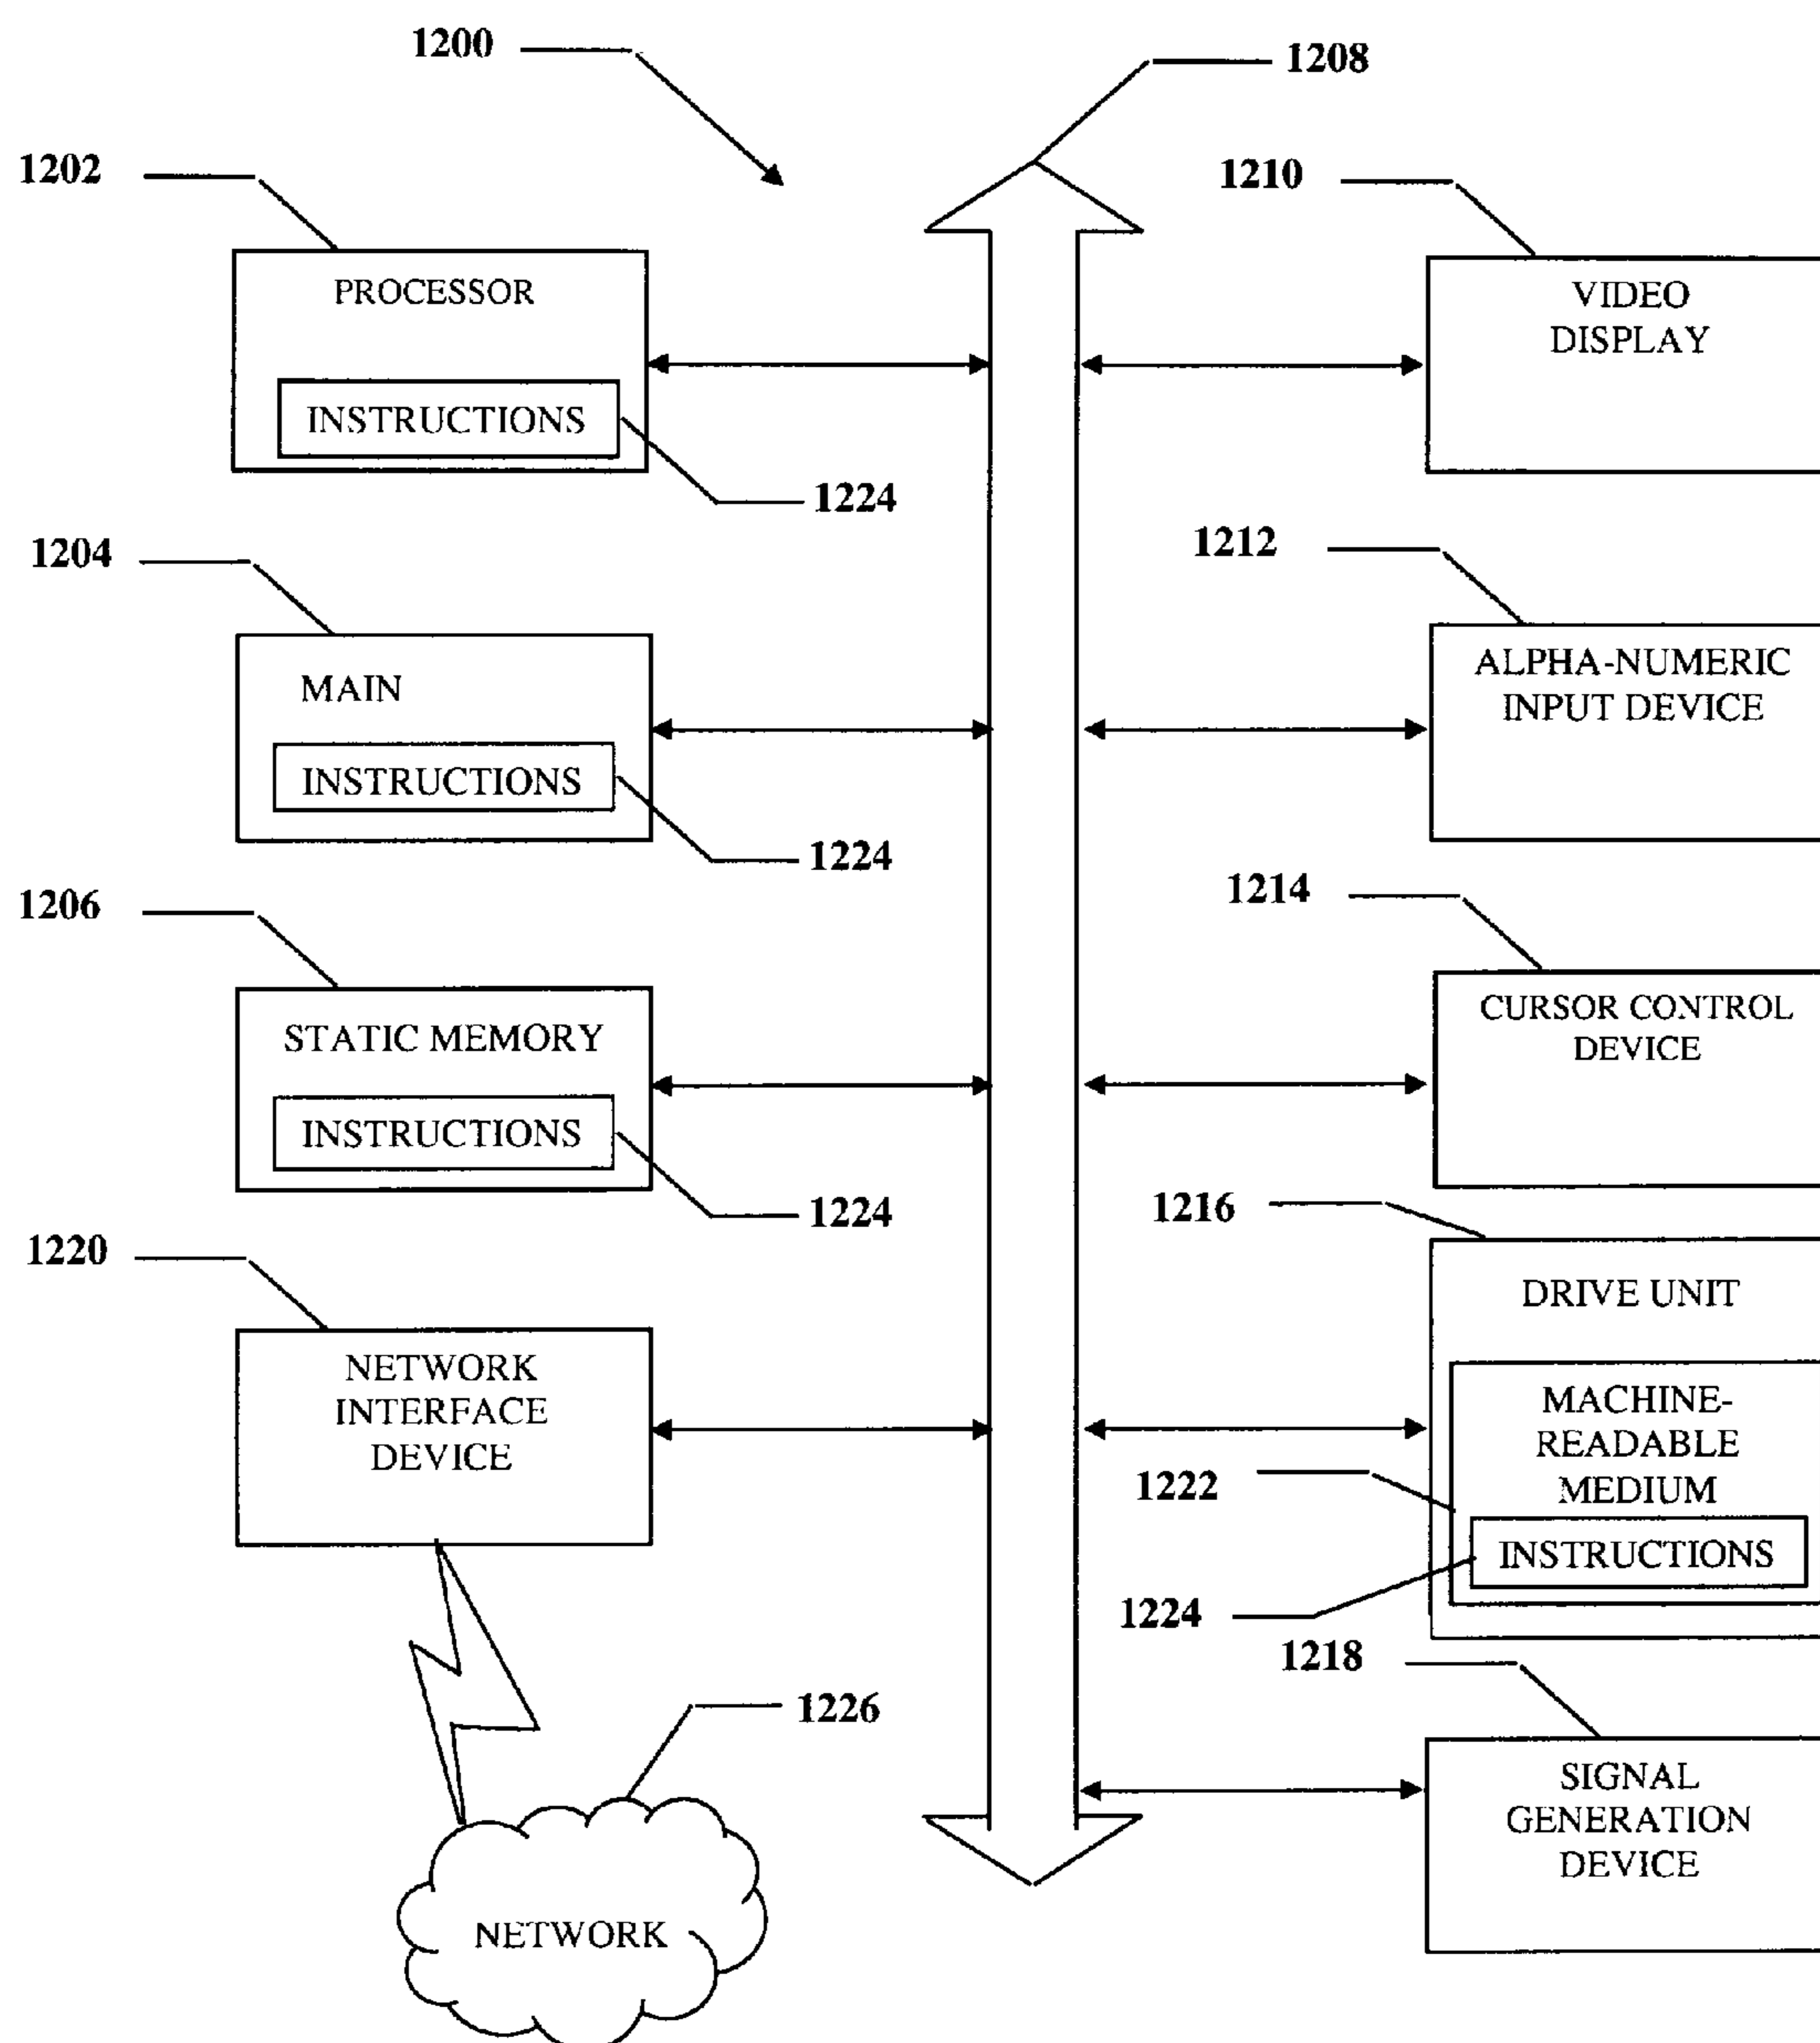 1200
1208
1202
1210
PROCESSOR
INSTRUCTIONS
1224
VIDEO
DISPLAY
1204
1212
MAIN
INSTRUCTIONS
1224
ALPHA-NUMERIC
INPUT DEVICE
1206
1214
STATIC MEMORY
INSTRUCTIONS
1224
CURSOR CONTROL
DEVICE
1220
1216
NETWORK
INTERFACE
DEVICE
DRIVE UNIT
MACHINE-
READABLE
MEDIUM
1222
INSTRUCTIONS
1224
1218
1226
SIGNAL
GENERATION
DEVICE
NETWORK